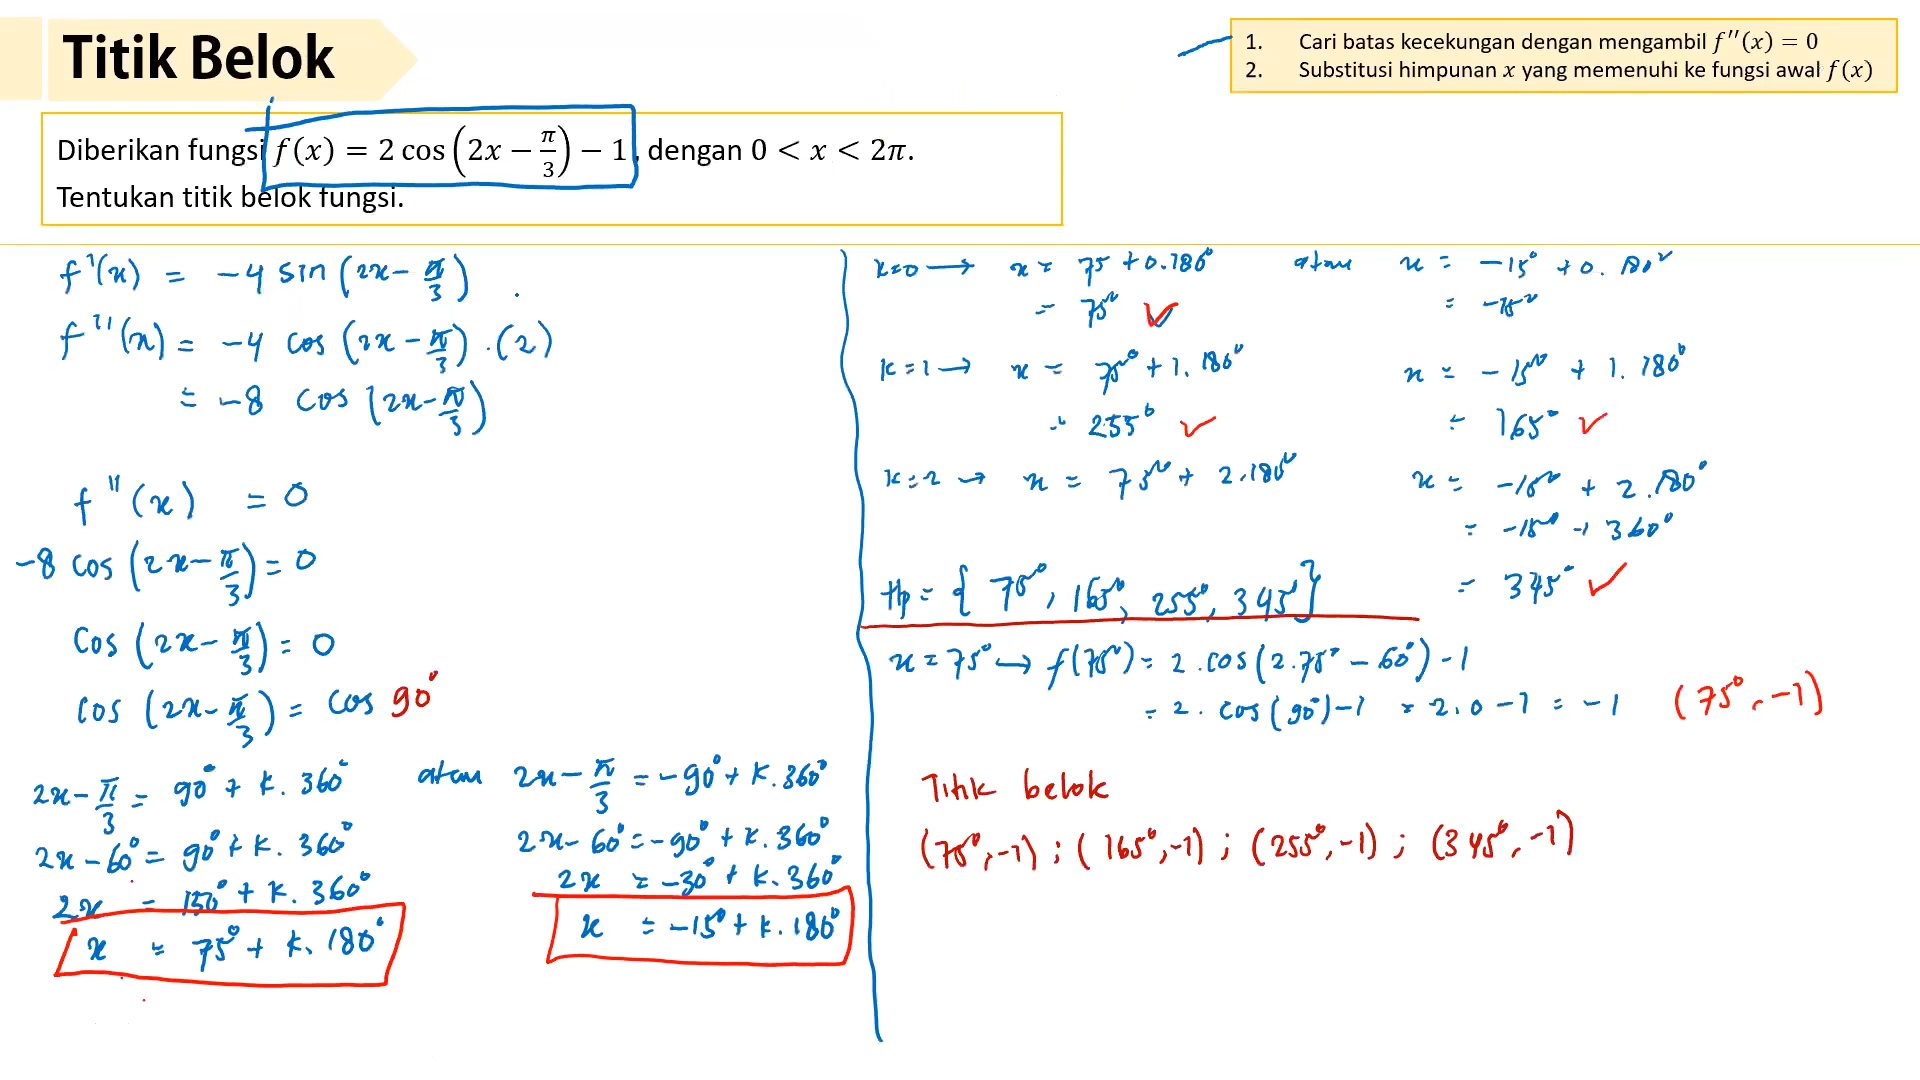 Titik Belok
1. Cari batas kecekungan dengan mengambil f''(x) = 0
2. Substitusi himpunan x yang memenuhi ke fungsi awal f(x)
Diberikan fungsi f(x) = 2 cos (2x − π/3) − 1, dengan 0 < x < 2π.
Tentukan titik belok fungsi.
f'(x) = -4 sin (2x - π/3)
f''(x) = -4 cos (2x - π/3) . (2)
= -8 cos (2x - π/3)
f''(x) = 0
-8 cos (2x - π/3) = 0
cos (2x - π/3) = 0
cos (2x - π/3) = cos 90°
2x - π/3 = 90° + k. 360° atau 2x - π/3 = -90° + k. 360°
2x - 60° = 90° + k. 360° 2x - 60° = -90° + k. 360°
2x = 150° + k. 360° 2x = -30° + k. 360°
x = 75° + k. 180° x = -15° + k. 180°
k=0 → x = 75 + 0.180° atau x = -15° + 0. 180°
= 75° = -15°
k=1 → x = 75° + 1. 180° x = -15° + 1. 180°
= 255° = 165°
k=2 → x = 75° + 2.180° x = -15° + 2.180°
= -15° + 360°
= 345°
Hp = { 75°, 165°, 255°, 345° }
x = 75° → f(75°) = 2 . cos (2.75° - 60°) - 1
= 2 . cos (90°) - 1 = 2.0 - 1 = -1 (75°, -1)
Titik belok
(75°, -1) ; (165°, -1) ; (255°, -1) ; (345°, -1)